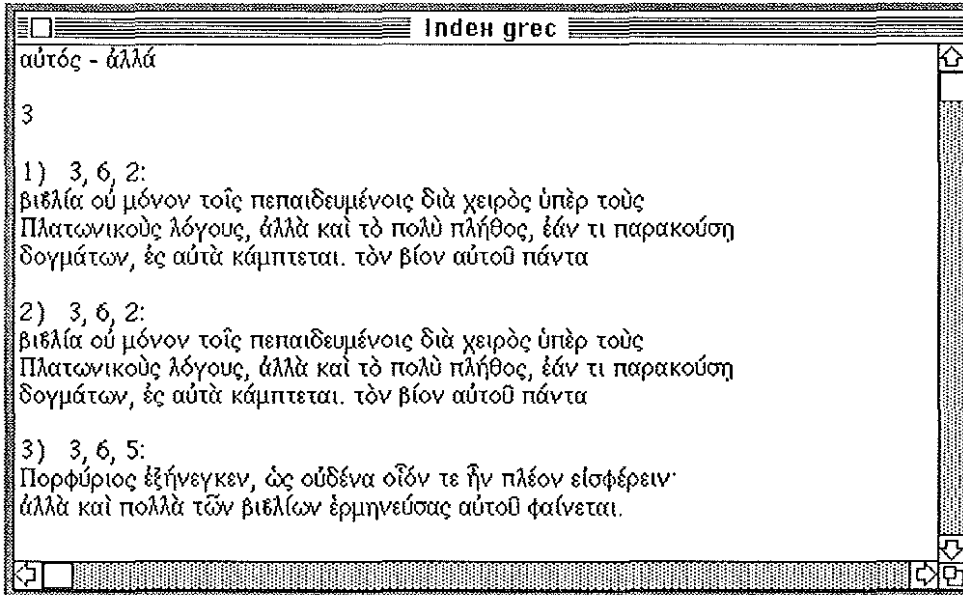 Index grec
αὐτός - ἀλλά
3
1) 3, 6, 2:
βιϐλία οὐ μόνον τοῖς πεπαιδευμένοις διὰ χειρὸς ὑπὲρ τοὺς
Πλατωνικοὺς λόγους, ἀλλὰ καὶ τὸ πολὺ πλήθος, ἐάν τι παρακούσῃ
δογμάτων, ἐς αὐτὰ κάμπτεται. τὸν βίον αὐτοῦ πάντα
2) 3, 6, 2:
βιϐλία οὐ μόνον τοῖς πεπαιδευμένοις διὰ χειρὸς ὑπὲρ τοὺς
Πλατωνικοὺς λόγους, ἀλλὰ καὶ τὸ πολὺ πλήθος, ἐάν τι παρακούσῃ
δογμάτων, ἐς αὐτὰ κάμπτεται. τὸν βίον αὐτοῦ πάντα
3) 3, 6, 5:
Πορφύριος ἐξήνεγκεν, ὡς οὐδένα οἷόν τε ἦν πλέον εἰσφέρειν·
ἀλλὰ καὶ πολλὰ τῶν βιϐλίων ἑρμηνεύσας αὐτοῦ φαίνεται.